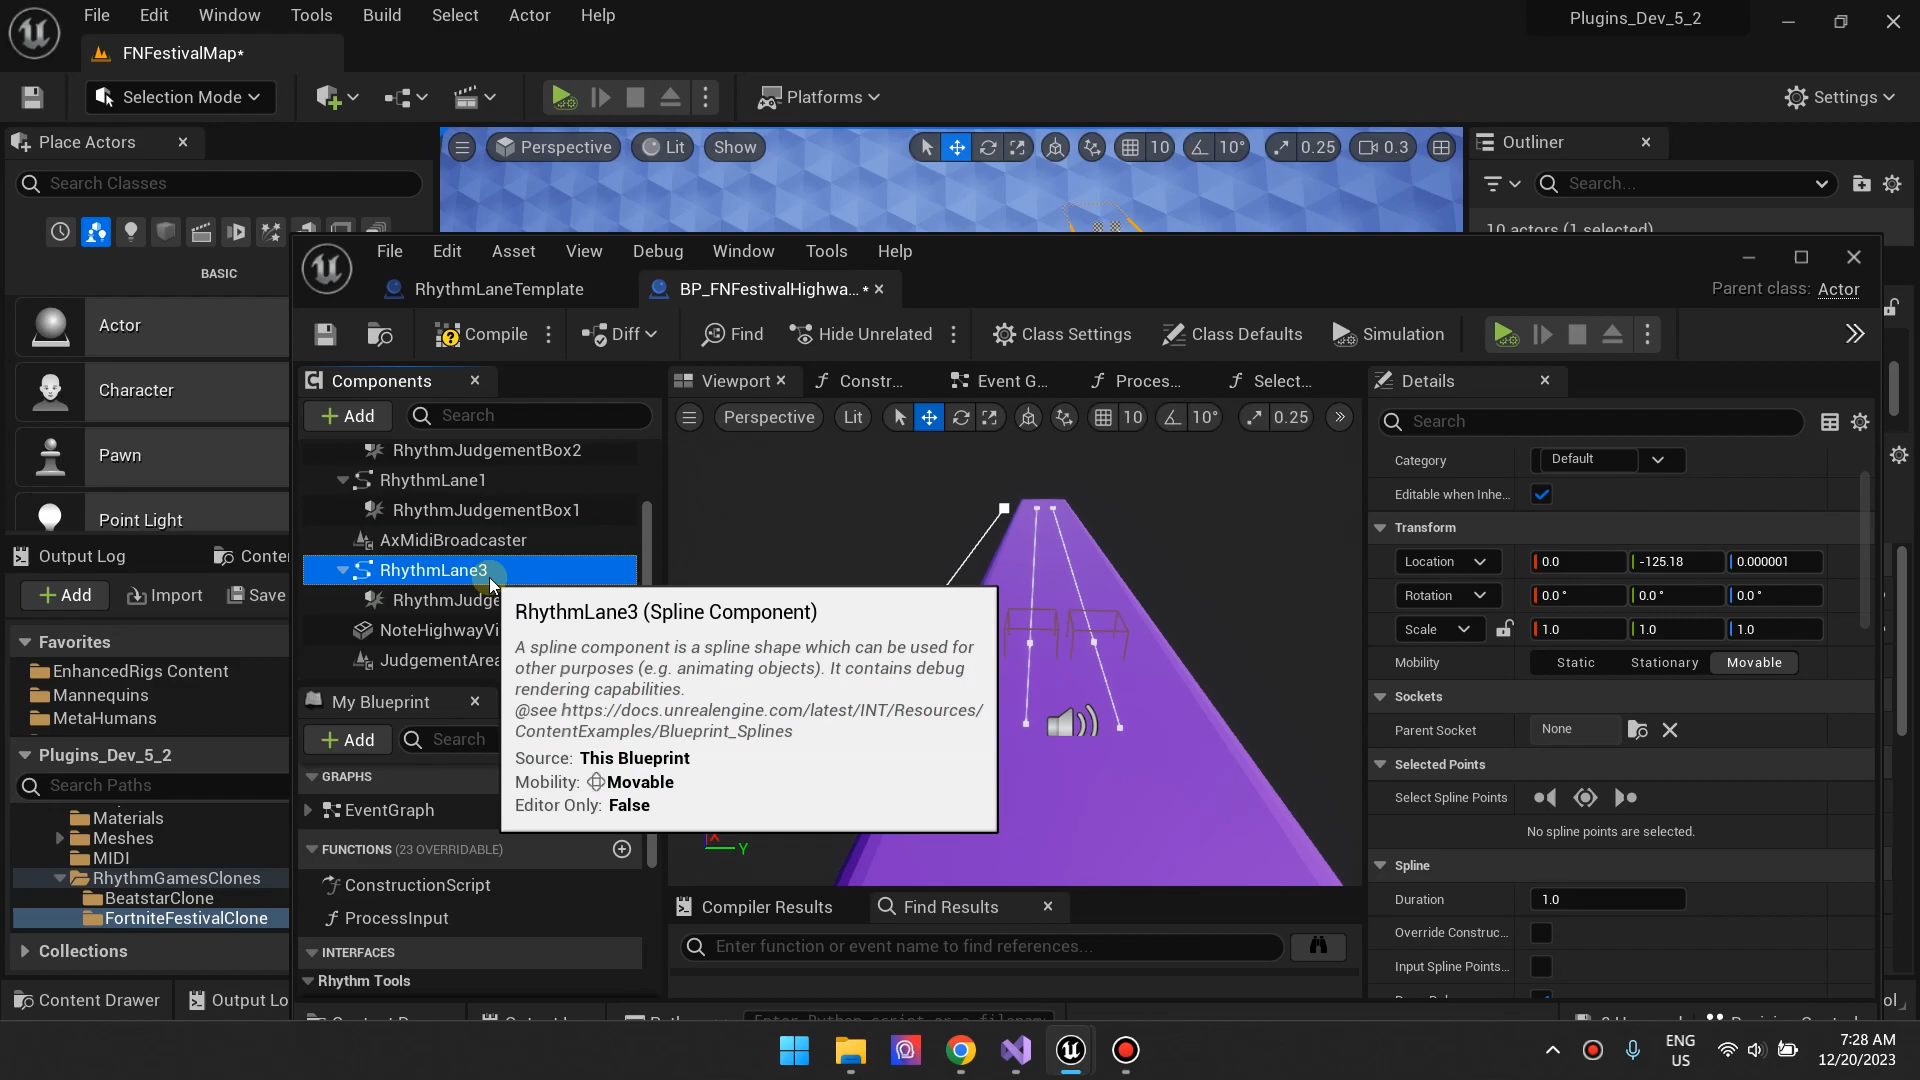 File Edit Window Tools Build Select Actor Help
Plugins_Dev_5_2
FNFestivalMap*
Selection Mode
Platforms
Settings
Place Actors
Perspective
Lit
Show
10
10°
0.25
0.3
Outliner
Search Classes
Search...
10 actors (1 selected)
BASIC
Actor
Character
Pawn
Point Light
File Edit Asset View Debug Window Tools Help
RhythmLaneTemplate
BP_FNFestivalHighwa... *
Parent class: Actor
Compile
Diff
Find
Hide Unrelated
Class Settings
Class Defaults
Simulation
Components
Viewport
Constr...
Event G...
Proces...
Select...
Details
Add
Search
Perspective
Lit
10
10°
0.25
Search
RhythmJudgementBox2
RhythmLane1
RhythmJudgementBox1
AxMidiBroadcaster
RhythmLane3
RhythmJudge
NoteHighwayVi
JudgementArea
RhythmLane3 (Spline Component)
A spline component is a spline shape which can be used for
other purposes (e.g. animating objects). It contains debug
rendering capabilities.
@see https://docs.unrealengine.com/latest/INT/Resources/
ContentExamples/Blueprint_Splines
Source: This Blueprint
Mobility: Movable
Editor Only: False
Category
Default
Editable when Inhe...
Transform
Location
0.0
-125.18
0.000001
Rotation
0.0 °
0.0 °
0.0 °
Scale
1.0
1.0
1.0
Mobility
Static
Stationary
Movable
Sockets
Parent Socket
None
Selected Points
Select Spline Points
No spline points are selected.
Spline
Duration
1.0
Override Construc...
Input Spline Points...
Output Log
Conte
Add
Import
Save
Favorites
EnhancedRigs Content
Mannequins
MetaHumans
Plugins_Dev_5_2
Search Paths
Materials
Meshes
MIDI
RhythmGamesClones
BeatstarClone
FortniteFestivalClone
Collections
Content Drawer
Output Lo
My Blueprint
Add
Search
GRAPHS
EventGraph
FUNCTIONS (23 OVERRIDABLE)
ConstructionScript
ProcessInput
INTERFACES
Rhythm Tools
X
Y
Compiler Results
Find Results
Enter function or event name to find references...
ENG
US
7:28 AM
12/20/2023